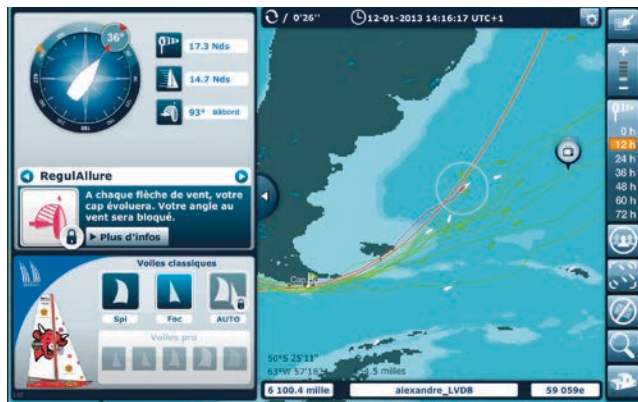 / 0'26''
12-01-2013 14:16:17 UTC+1
36°
17.3 Nds
14.7 Nds
93° Bâbord
RegulAllure
A chaque flèche de vent, votre
cap évoluera. Votre angle au
vent sera bloqué.
Plus d'infos
Voiles classiques
Spi
Foc
AUTO
Voiles pro
0 h
12 h
24 h
36 h
48 h
60 h
72 h
50°S 25'11"
63°W 57'183"
6 100.4 mille
alexandre_LVDB
59 059e